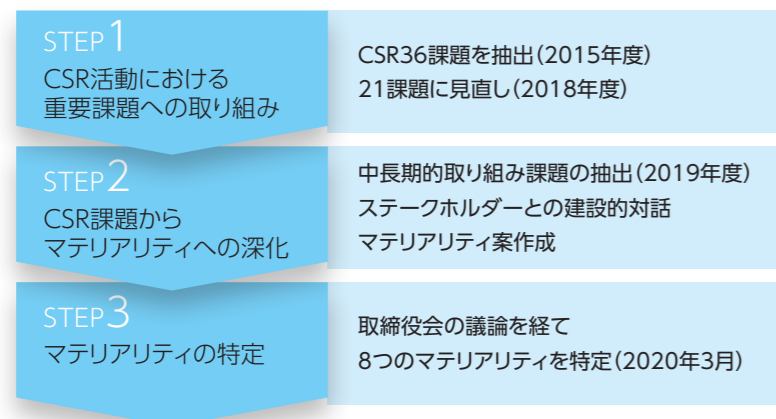 STEP1
CSR活動における
重要課題への取り組み
CSR36課題を抽出（2015年度）
21課題に見直し（2018年度）
STEP2
CSR課題から
マテリアリティへの深化
中長期的取り組み課題の抽出（2019年度）
ステークホルダーとの建設的対話
マテリアリティ案作成
STEP3
マテリアリティの特定
取締役会の議論を経て
8つのマテリアリティを特定（2020年3月）